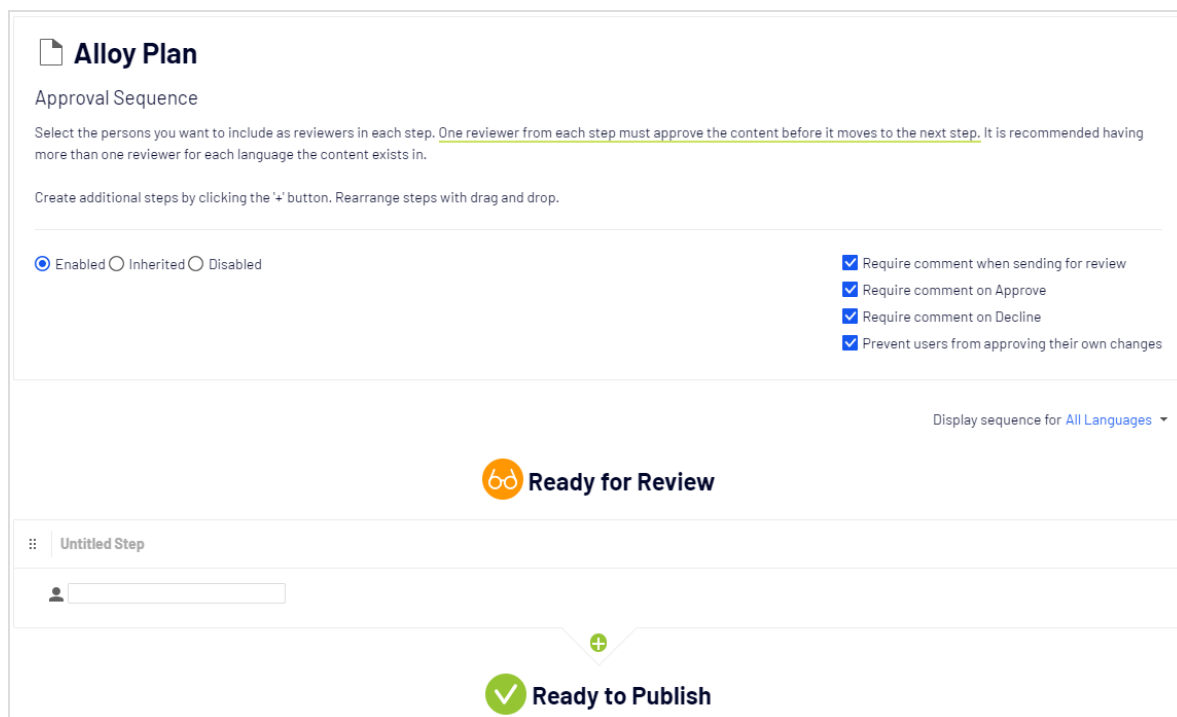 Alloy Plan
Approval Sequence
Select the persons you want to include as reviewers in each step. One reviewer from each step must approve the content before it moves to the next step. It is recommended having
more than one reviewer for each language the content exists in.
Create additional steps by clicking the '+' button. Rearrange steps with drag and drop.
Enabled Inherited Disabled
Require comment when sending for review
Require comment on Approve
Require comment on Decline
Prevent users from approving their own changes
Display sequence for All Languages
Ready for Review
Untitled Step
Ready to Publish